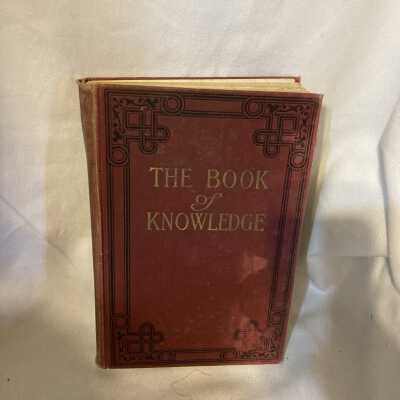 THE BOOK
of
KNOWLEDGE